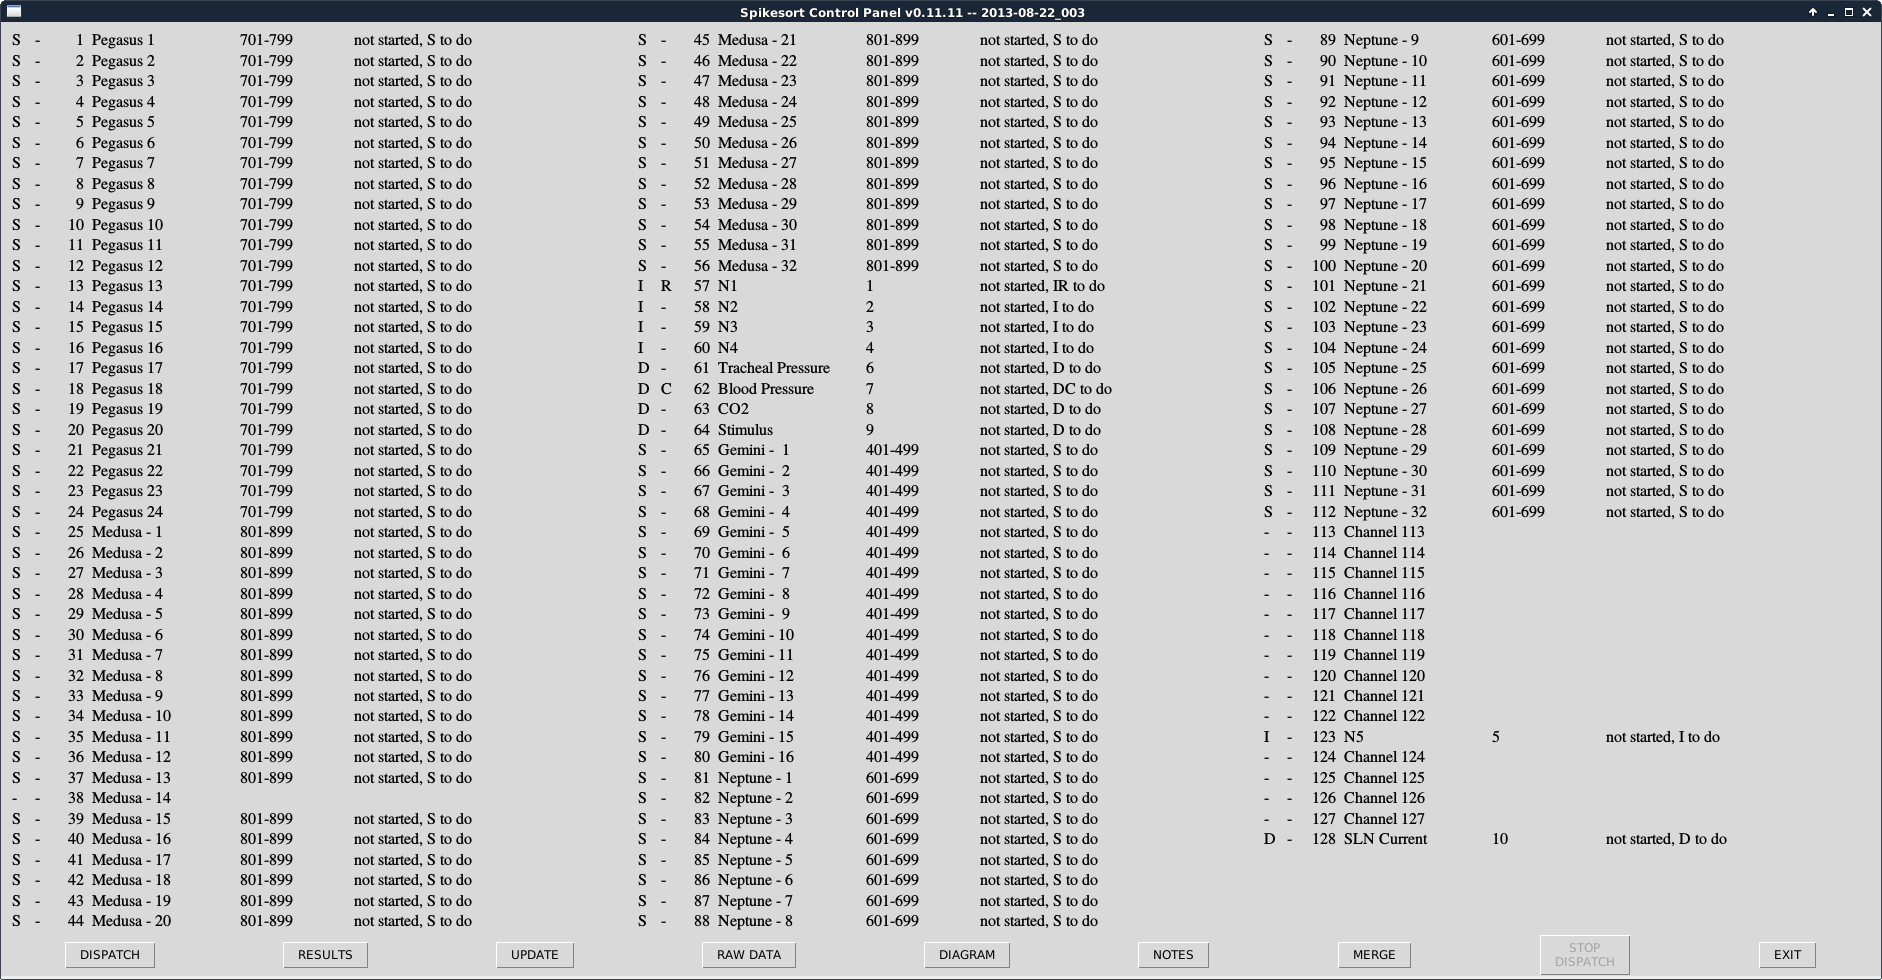 Spikesort Control Panel v0.11.11 -- 2013-08-22_003
S - 1 Pegasus 1 701-799 not started, S to do
S - 2 Pegasus 2 701-799 not started, S to do
S - 3 Pegasus 3 701-799 not started, S to do
S - 4 Pegasus 4 701-799 not started, S to do
S - 5 Pegasus 5 701-799 not started, S to do
S - 6 Pegasus 6 701-799 not started, S to do
S - 7 Pegasus 7 701-799 not started, S to do
S - 8 Pegasus 8 701-799 not started, S to do
S - 9 Pegasus 9 701-799 not started, S to do
S - 10 Pegasus 10 701-799 not started, S to do
S - 11 Pegasus 11 701-799 not started, S to do
S - 12 Pegasus 12 701-799 not started, S to do
S - 13 Pegasus 13 701-799 not started, S to do
S - 14 Pegasus 14 701-799 not started, S to do
S - 15 Pegasus 15 701-799 not started, S to do
S - 16 Pegasus 16 701-799 not started, S to do
S - 17 Pegasus 17 701-799 not started, S to do
S - 18 Pegasus 18 701-799 not started, S to do
S - 19 Pegasus 19 701-799 not started, S to do
S - 20 Pegasus 20 701-799 not started, S to do
S - 21 Pegasus 21 701-799 not started, S to do
S - 22 Pegasus 22 701-799 not started, S to do
S - 23 Pegasus 23 701-799 not started, S to do
S - 24 Pegasus 24 701-799 not started, S to do
S - 25 Medusa - 1 801-899 not started, S to do
S - 26 Medusa - 2 801-899 not started, S to do
S - 27 Medusa - 3 801-899 not started, S to do
S - 28 Medusa - 4 801-899 not started, S to do
S - 29 Medusa - 5 801-899 not started, S to do
S - 30 Medusa - 6 801-899 not started, S to do
S - 31 Medusa - 7 801-899 not started, S to do
S - 32 Medusa - 8 801-899 not started, S to do
S - 33 Medusa - 9 801-899 not started, S to do
S - 34 Medusa - 10 801-899 not started, S to do
S - 35 Medusa - 11 801-899 not started, S to do
S - 36 Medusa - 12 801-899 not started, S to do
S - 37 Medusa - 13 801-899 not started, S to do
- - 38 Medusa - 14
S - 39 Medusa - 15 801-899 not started, S to do
S - 40 Medusa - 16 801-899 not started, S to do
S - 41 Medusa - 17 801-899 not started, S to do
S - 42 Medusa - 18 801-899 not started, S to do
S - 43 Medusa - 19 801-899 not started, S to do
S - 44 Medusa - 20 801-899 not started, S to do
S - 45 Medusa - 21 801-899 not started, S to do
S - 46 Medusa - 22 801-899 not started, S to do
S - 47 Medusa - 23 801-899 not started, S to do
S - 48 Medusa - 24 801-899 not started, S to do
S - 49 Medusa - 25 801-899 not started, S to do
S - 50 Medusa - 26 801-899 not started, S to do
S - 51 Medusa - 27 801-899 not started, S to do
S - 52 Medusa - 28 801-899 not started, S to do
S - 53 Medusa - 29 801-899 not started, S to do
S - 54 Medusa - 30 801-899 not started, S to do
S - 55 Medusa - 31 801-899 not started, S to do
S - 56 Medusa - 32 801-899 not started, S to do
I R 57 N1 1 not started, IR to do
I - 58 N2 2 not started, I to do
I - 59 N3 3 not started, I to do
I - 60 N4 4 not started, I to do
D - 61 Tracheal Pressure 6 not started, D to do
D C 62 Blood Pressure 7 not started, DC to do
D - 63 CO2 8 not started, D to do
D - 64 Stimulus 9 not started, D to do
S - 65 Gemini - 1 401-499 not started, S to do
S - 66 Gemini - 2 401-499 not started, S to do
S - 67 Gemini - 3 401-499 not started, S to do
S - 68 Gemini - 4 401-499 not started, S to do
S - 69 Gemini - 5 401-499 not started, S to do
S - 70 Gemini - 6 401-499 not started, S to do
S - 71 Gemini - 7 401-499 not started, S to do
S - 72 Gemini - 8 401-499 not started, S to do
S - 73 Gemini - 9 401-499 not started, S to do
S - 74 Gemini - 10 401-499 not started, S to do
S - 75 Gemini - 11 401-499 not started, S to do
S - 76 Gemini - 12 401-499 not started, S to do
S - 77 Gemini - 13 401-499 not started, S to do
S - 78 Gemini - 14 401-499 not started, S to do
S - 79 Gemini - 15 401-499 not started, S to do
S - 80 Gemini - 16 401-499 not started, S to do
S - 81 Neptune - 1 601-699 not started, S to do
S - 82 Neptune - 2 601-699 not started, S to do
S - 83 Neptune - 3 601-699 not started, S to do
S - 84 Neptune - 4 601-699 not started, S to do
S - 85 Neptune - 5 601-699 not started, S to do
S - 86 Neptune - 6 601-699 not started, S to do
S - 87 Neptune - 7 601-699 not started, S to do
S - 88 Neptune - 8 601-699 not started, S to do
S - 89 Neptune - 9 601-699 not started, S to do
S - 90 Neptune - 10 601-699 not started, S to do
S - 91 Neptune - 11 601-699 not started, S to do
S - 92 Neptune - 12 601-699 not started, S to do
S - 93 Neptune - 13 601-699 not started, S to do
S - 94 Neptune - 14 601-699 not started, S to do
S - 95 Neptune - 15 601-699 not started, S to do
S - 96 Neptune - 16 601-699 not started, S to do
S - 97 Neptune - 17 601-699 not started, S to do
S - 98 Neptune - 18 601-699 not started, S to do
S - 99 Neptune - 19 601-699 not started, S to do
S - 100 Neptune - 20 601-699 not started, S to do
S - 101 Neptune - 21 601-699 not started, S to do
S - 102 Neptune - 22 601-699 not started, S to do
S - 103 Neptune - 23 601-699 not started, S to do
S - 104 Neptune - 24 601-699 not started, S to do
S - 105 Neptune - 25 601-699 not started, S to do
S - 106 Neptune - 26 601-699 not started, S to do
S - 107 Neptune - 27 601-699 not started, S to do
S - 108 Neptune - 28 601-699 not started, S to do
S - 109 Neptune - 29 601-699 not started, S to do
S - 110 Neptune - 30 601-699 not started, S to do
S - 111 Neptune - 31 601-699 not started, S to do
S - 112 Neptune - 32 601-699 not started, S to do
- - 113 Channel 113
- - 114 Channel 114
- - 115 Channel 115
- - 116 Channel 116
- - 117 Channel 117
- - 118 Channel 118
- - 119 Channel 119
- - 120 Channel 120
- - 121 Channel 121
- - 122 Channel 122
I - 123 N5 5 not started, I to do
- - 124 Channel 124
- - 125 Channel 125
- - 126 Channel 126
- - 127 Channel 127
D - 128 SLN Current 10 not started, D to do
DISPATCH RESULTS UPDATE RAW DATA DIAGRAM NOTES MERGE STOP DISPATCH EXIT